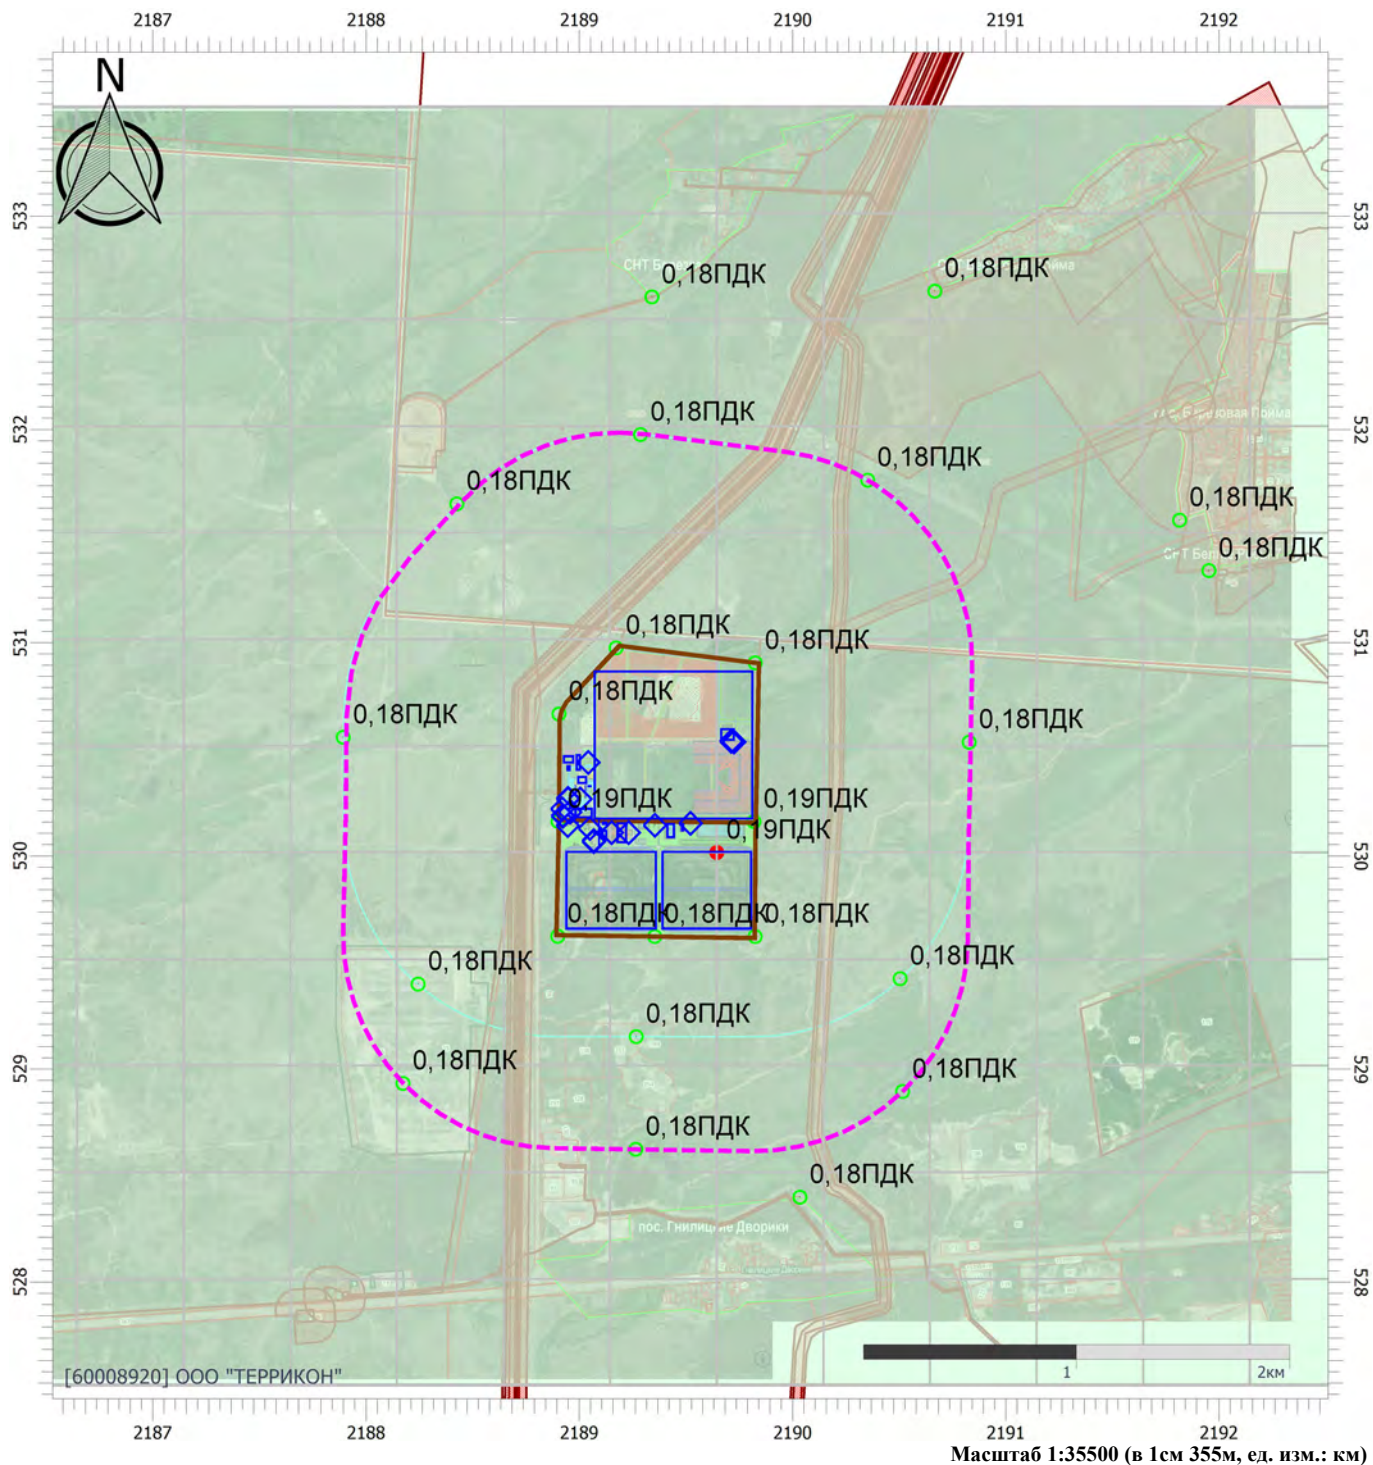 2187 2188 2189 2190 2191 2192
N
533 533
СНТ
0,18ПДК
0,18ПДК
532 532
0,18ПДК
0,18ПДК
0,18ПДК
0,18ПДК
СНТ
0,18ПДК
531 531
0,18ПДК
0,18ПДК
0,18ПДК
0,18ПДК
0,18ПДК
0,19ПДК
0,19ПДК
0,19ПДК
530 530
0,18ПДК
0,18ПДК
0,18ПДК
0,18ПДК
0,18ПДК
0,18ПДК
529 529
0,18ПДК
0,18ПДК
0,18ПДК
0,18ПДК
пос. Гнилицкие Дворики
528 528
1 2км
[60008920] ООО "ТЕРРИКОН"
2187 2188 2189 2190 2191 2192
Масштаб 1:35500 (в 1см 355м, ед. изм.: км)